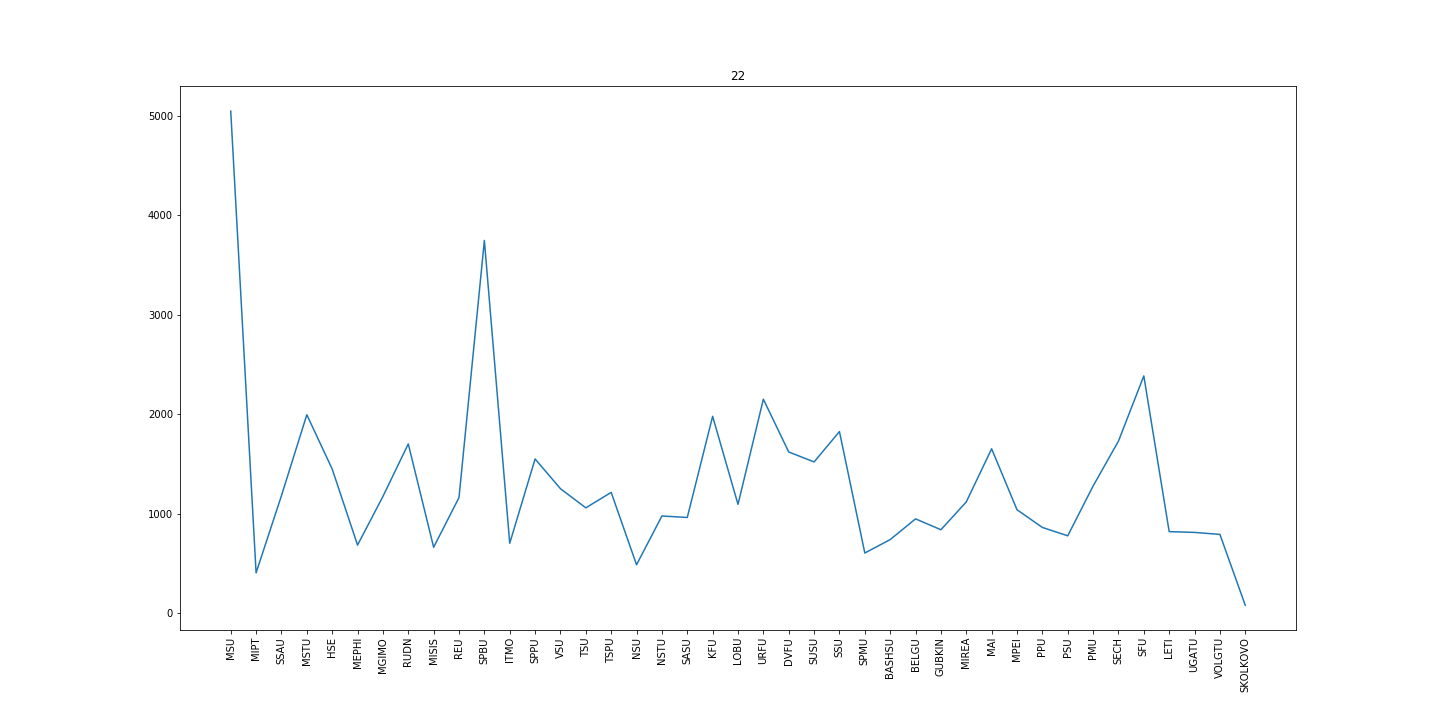 22
5000
4000
3000
2000
1000
0
MSU
MIPT
SSAU
MSTU
HSE
MEPHI
MGIMO
RUDN
MISIS
REU
SPBU
ITMO
SPPU
VSU
TSU
TSPU
NSU
NSTU
SASU
KFU
LOBU
URFU
DVFU
SUSU
SSU
SPMU
BASHSU
BELGU
GUBKIN
MIREA
MAI
MPEI
PPU
PSU
PMU
SECH
SFU
LETI
UGATU
VOLGTU
SKOLKOVO